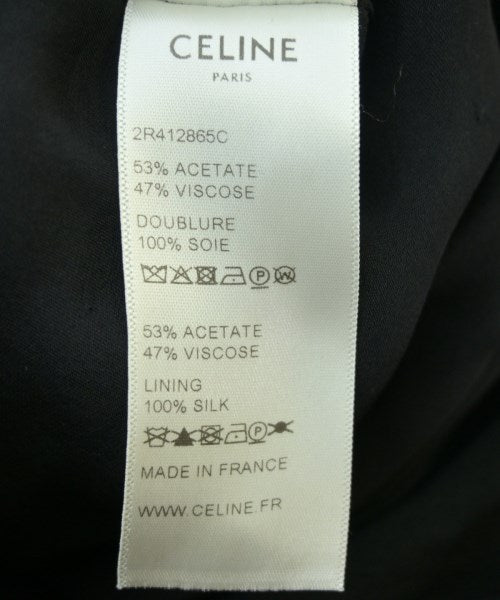 CELINE
PARIS
2R412865C
53% ACETATE
47% VISCOSE
DOUBLURE
100% SOIE
53% ACETATE
47% VISCOSE
LINING
100% SILK
MADE IN FRANCE
WWW.CELINE.FR